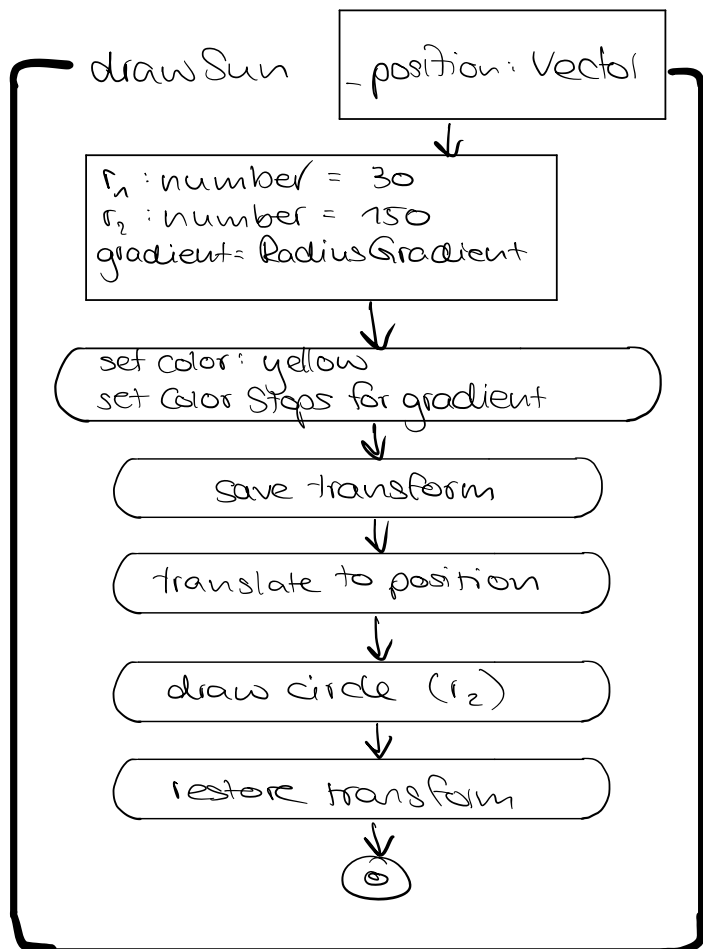 drawSun
_position: Vector
r₁ : number = 30
r₂ : number = 150
gradient= RadiusGradient
set color: yellow
set Color Stops for gradient
save transform
translate to position
draw circle (r₂)
restore transform